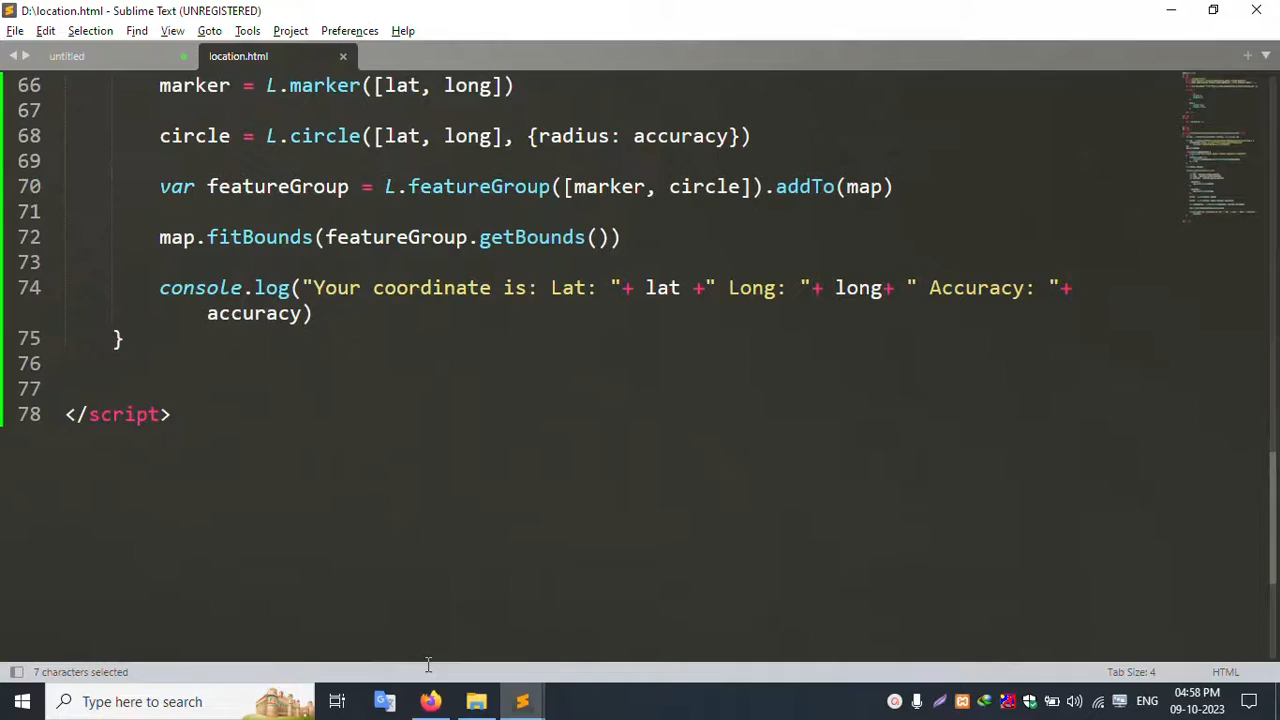 D:\location.html - Sublime Text (UNREGISTERED)
File Edit Selection Find View Goto Tools Project Preferences Help
untitled location.html
66 marker = L.marker([lat, long])
67
68 circle = L.circle([lat, long], {radius: accuracy})
69
70 var featureGroup = L.featureGroup([marker, circle]).addTo(map)
71
72 map.fitBounds(featureGroup.getBounds())
73
74 console.log("Your coordinate is: Lat: "+ lat +" Long: "+ long+ " Accuracy: "+
accuracy)
75 }
76
77
78 </script>
7 characters selected Tab Size: 4 HTML
Type here to search ENG 04:58 PM
09-10-2023